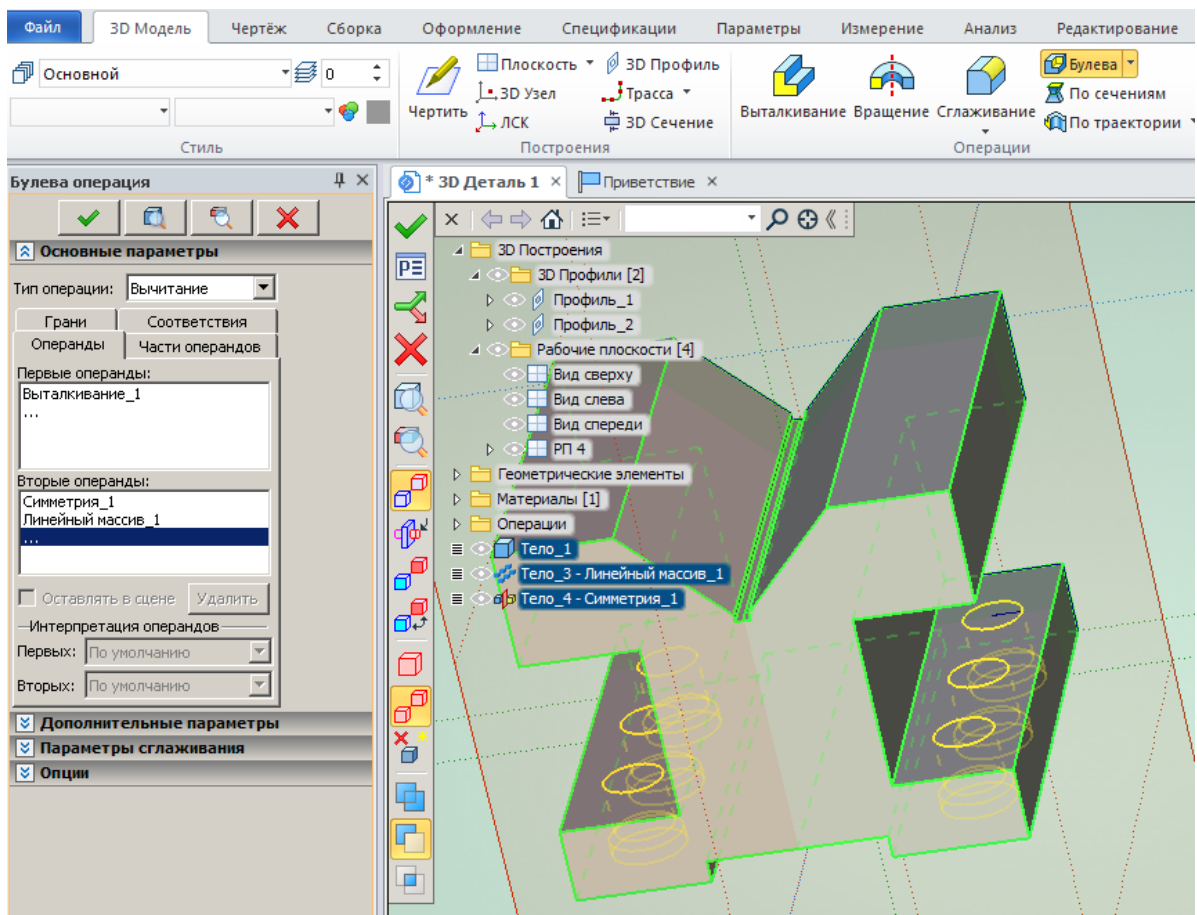 Файл 3D Модель Чертёж Сборка Оформление Спецификации Параметры Измерение Анализ Редактирование
Основной 0
Стиль
Чертить
Плоскость 3D Профиль
3D Узел Трасса
ЛСК 3D Сечение
Построения
Выталкивание Вращение Сглаживание
Булева
По сечениям
По траектории
Операции
Булева операция
Основные параметры
Тип операции: Вычитание
Грани Соответствия
Операнды Части операндов
Первые операнды:
Выталкивание_1
...
Вторые операнды:
Симметрия_1
Линейный массив_1
...
Оставлять в сцене Удалить
Интерпретация операндов
Первых: По умолчанию
Вторых: По умолчанию
Дополнительные параметры
Параметры сглаживания
Опции
* 3D Деталь 1 Приветствие
3D Построения
3D Профили [2]
Профиль_1
Профиль_2
Рабочие плоскости [4]
Вид сверху
Вид слева
Вид спереди
РП 4
Геометрические элементы
Материалы [1]
Операции
Тело_1
Тело_3 - Линейный массив_1
Тело_4 - Симметрия_1